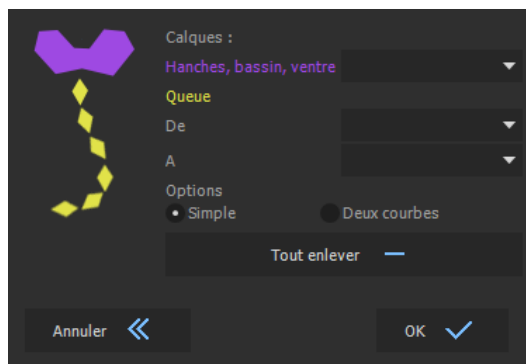 Calques :
Hanches, bassin, ventre
Queue
De
A
Options
Simple Deux courbes
Tout enlever
Annuler OK